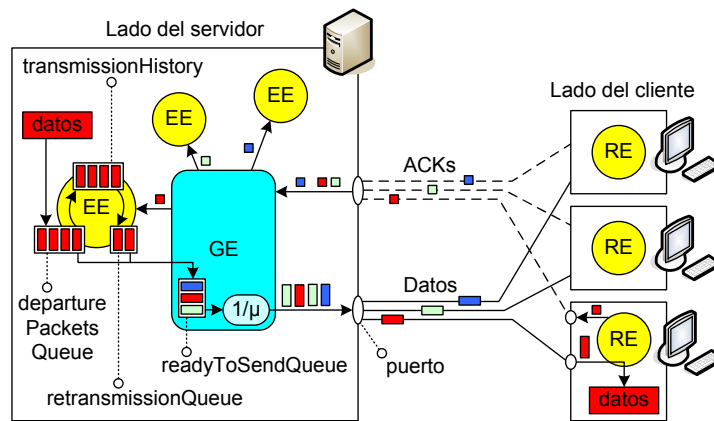 Lado del servidor
transmissionHistory
datos
EE
EE
EE
Lado del cliente
ACKs
RE
GE
RE
Datos
1/μ
departure
Packets
Queue
readyToSendQueue
puerto
RE
retransmissionQueue
datos